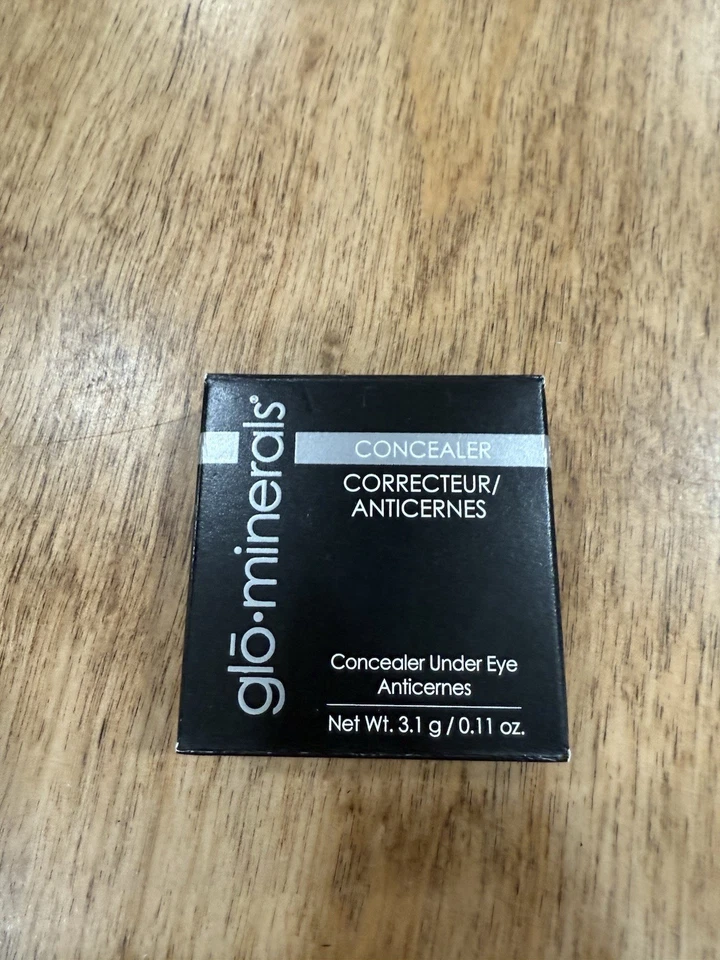 glō·minerals®
CONCEALER
CORRECTEUR/
ANTICERNES
Concealer Under Eye
Anticernes
Net Wt. 3.1 g / 0.11 oz.